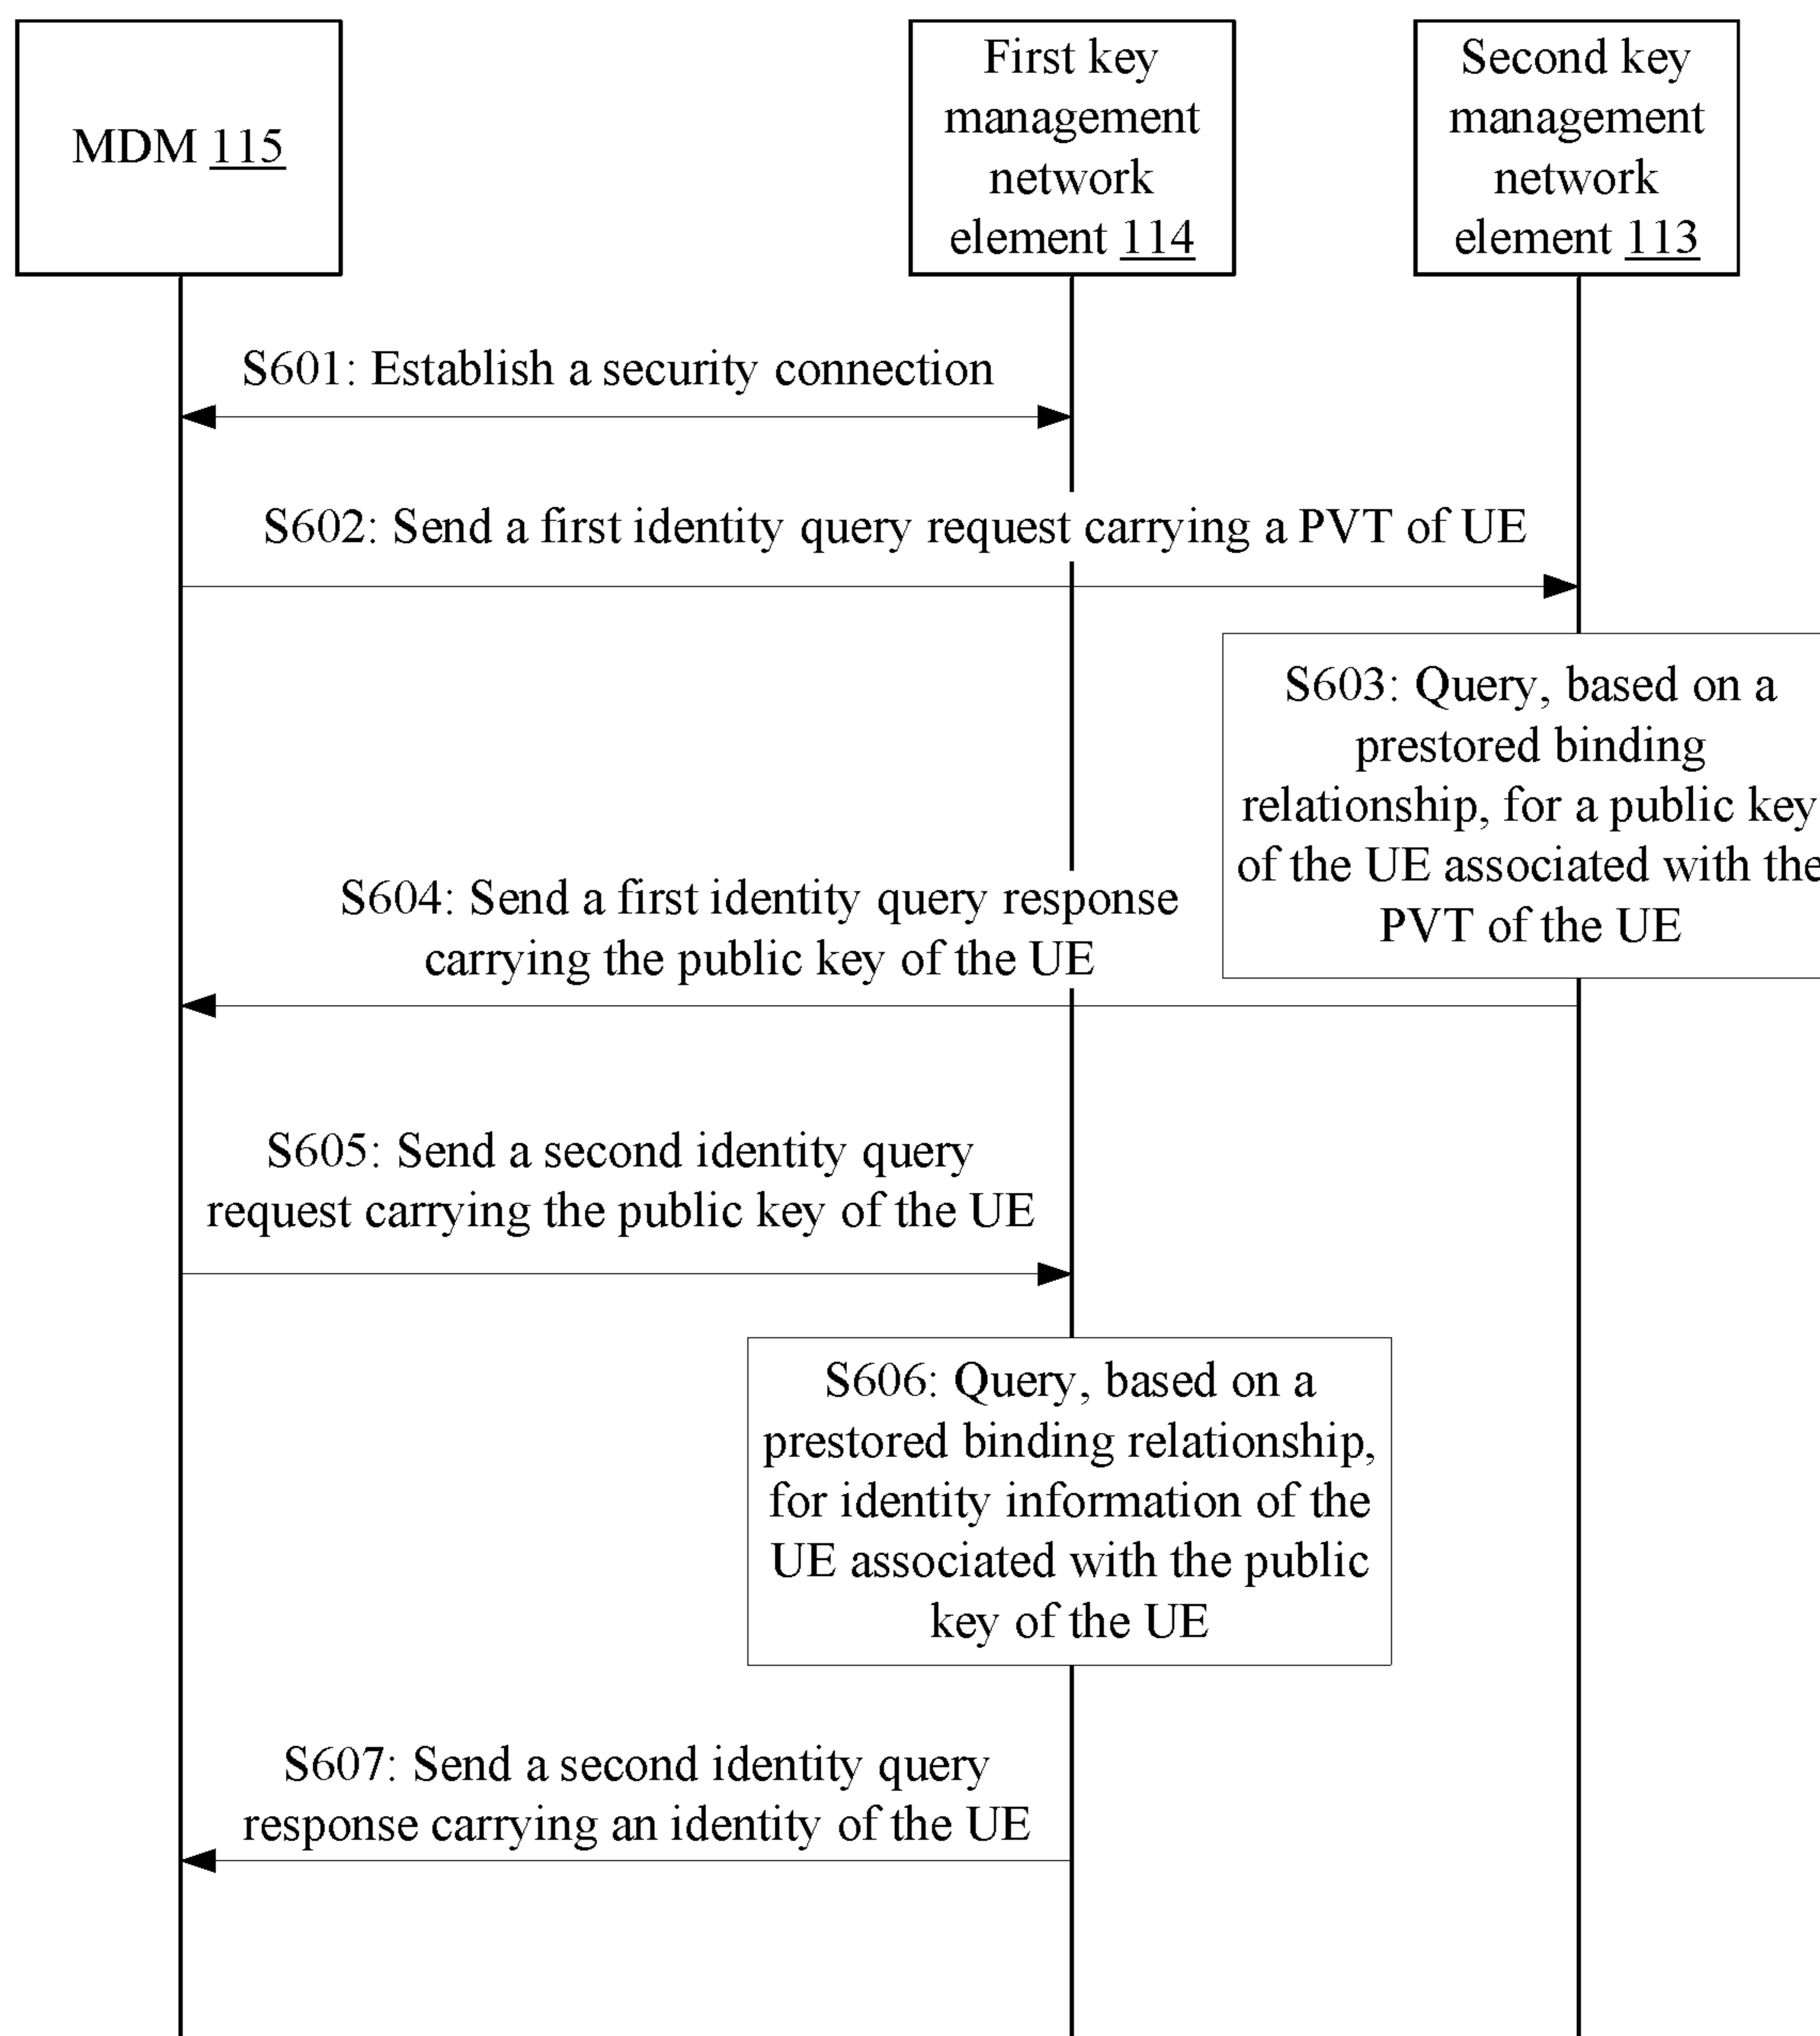 MDM 115
First key
management
network
element 114
Second key
management
network
element 113
S601: Establish a security connection
S602: Send a first identity query request carrying a PVT of UE
S603: Query, based on a
prestored binding
relationship, for a public key
of the UE associated with the
PVT of the UE
S604: Send a first identity query response
carrying the public key of the UE
S605: Send a second identity query
request carrying the public key of the UE
S606: Query, based on a
prestored binding relationship,
for identity information of the
UE associated with the public
key of the UE
S607: Send a second identity query
response carrying an identity of the UE